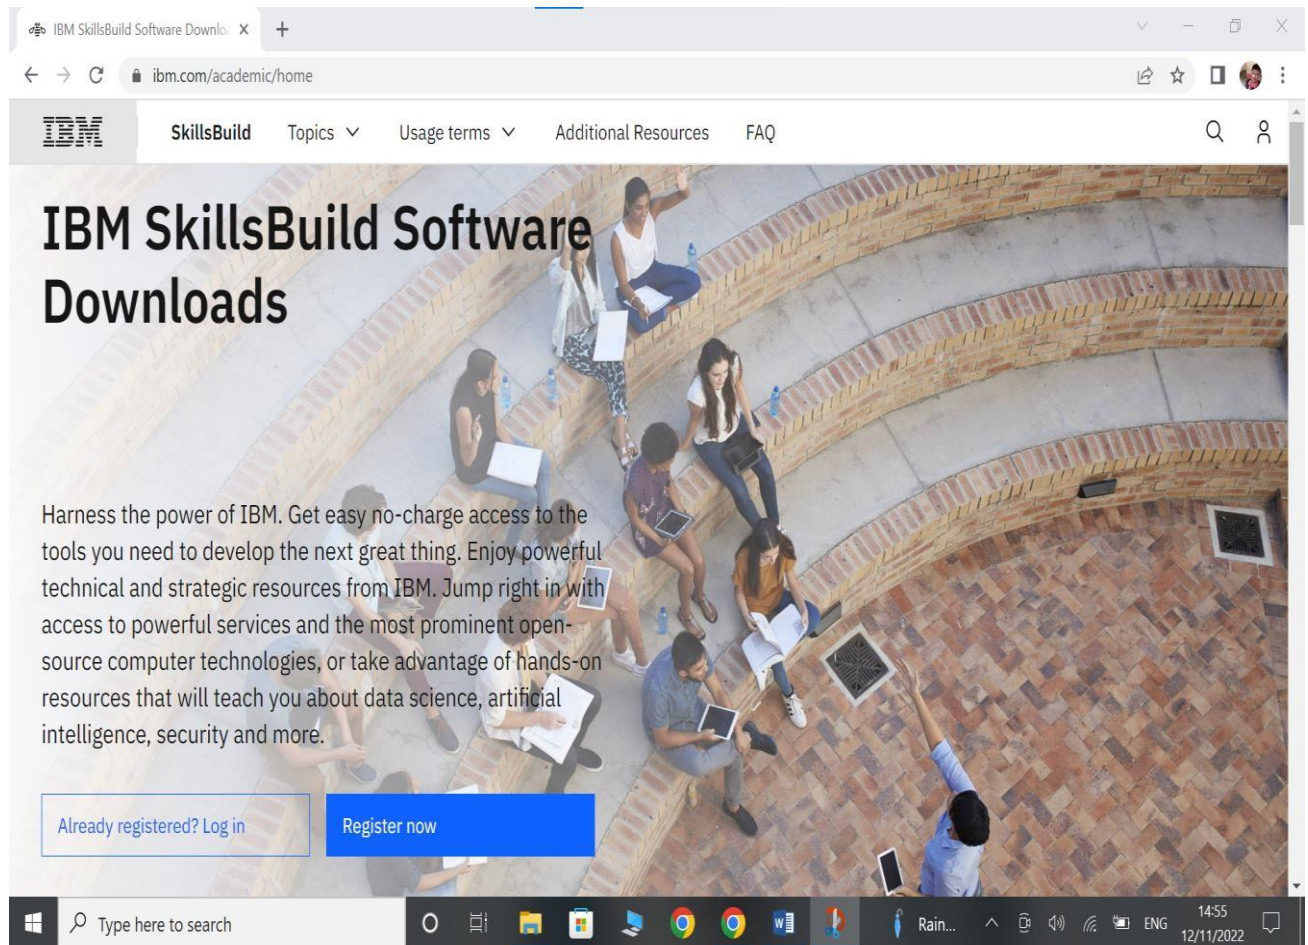 IBM SkillsBuild Software Downlo
ibm.com/academic/home
IBM SkillsBuild Topics Usage terms Additional Resources FAQ
IBM SkillsBuild Software
Downloads
Harness the power of IBM. Get easy no-charge access to the
tools you need to develop the next great thing. Enjoy powerful
technical and strategic resources from IBM. Jump right in with
access to powerful services and the most prominent open-
source computer technologies, or take advantage of hands-on
resources that will teach you about data science, artificial
intelligence, security and more.
Already registered? Log in
Register now
Type here to search
Rain...
ENG
14:55
12/11/2022